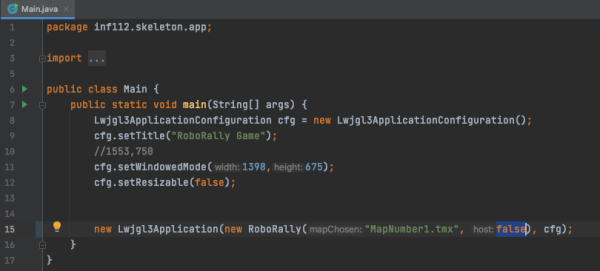 Main.java
1 package inf112.skeleton.app;
2
3 import ...
5
6 public class Main {
7 public static void main(String[] args) {
8 Lwjgl3ApplicationConfiguration cfg = new Lwjgl3ApplicationConfiguration();
9 cfg.setTitle("RoboRally Game");
10 //1553,750
11 cfg.setWindowedMode( width: 1398, height: 675);
12 cfg.setResizable(false);
13
14
15 new Lwjgl3Application(new RoboRally( mapChosen: "MapNumber1.tmx", host: false), cfg);
16 }
17 }